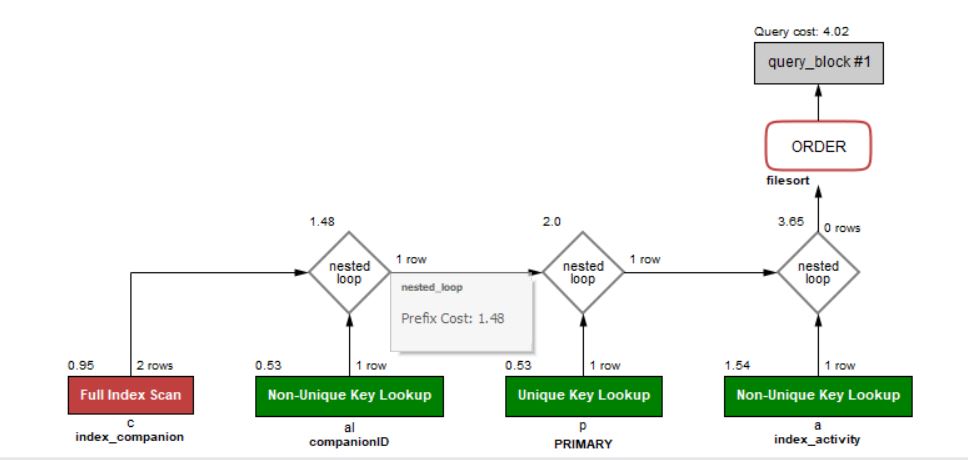 Query cost: 4.02
query_block #1
ORDER
filesort
1.48
2.0
3.65
0 rows
nested
loop
1 row
nested
loop
1 row
nested
loop
nested_loop
Prefix Cost: 1.48
0.95
2 rows
0.53
1 row
0.53
1 row
1.54
1 row
Full Index Scan
Non-Unique Key Lookup
Unique Key Lookup
Non-Unique Key Lookup
c
index_companion
al
companionID
p
PRIMARY
a
index_activity